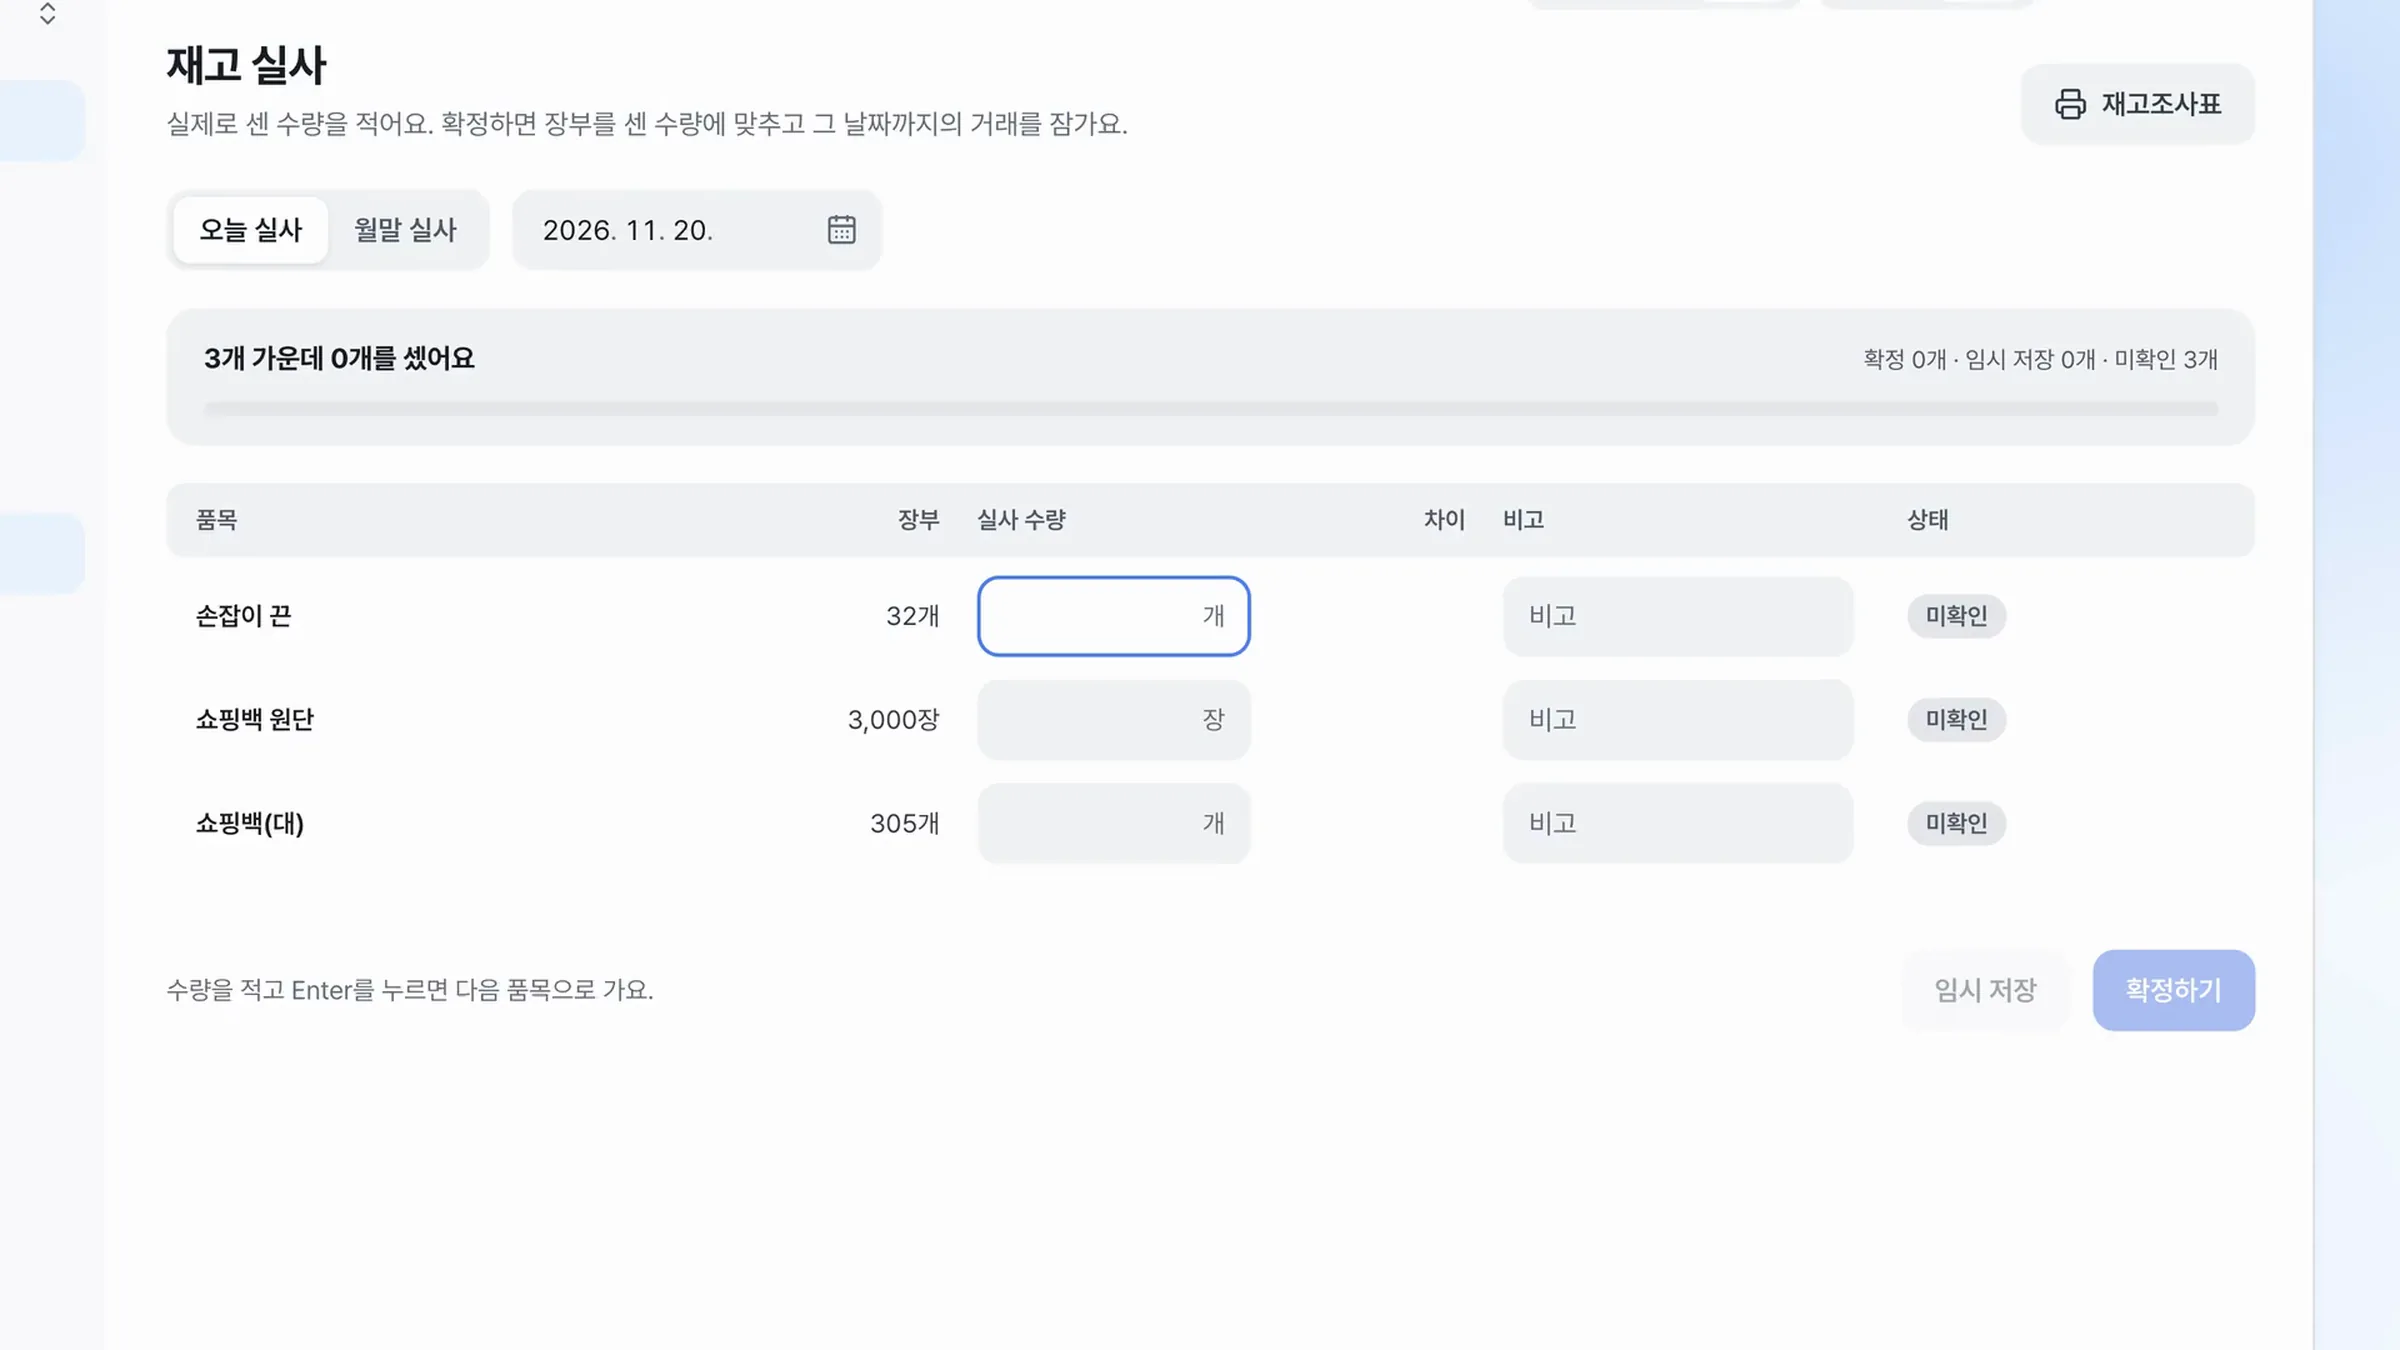 재고 실사
실제로 센 수량을 적어요. 확정하면 장부를 센 수량에 맞추고 그 날짜까지의 거래를 잠가요.
재고조사표
오늘 실사 월말 실사 2026. 11. 20.
3개 가운데 0개를 셌어요 확정 0개 · 임시 저장 0개 · 미확인 3개
품목 장부 실사 수량 차이 비고 상태
손잡이 끈 32개 개 비고 미확인
쇼핑백 원단 3,000장 장 비고 미확인
쇼핑백(대) 305개 개 비고 미확인
수량을 적고 Enter를 누르면 다음 품목으로 가요. 임시 저장 확정하기